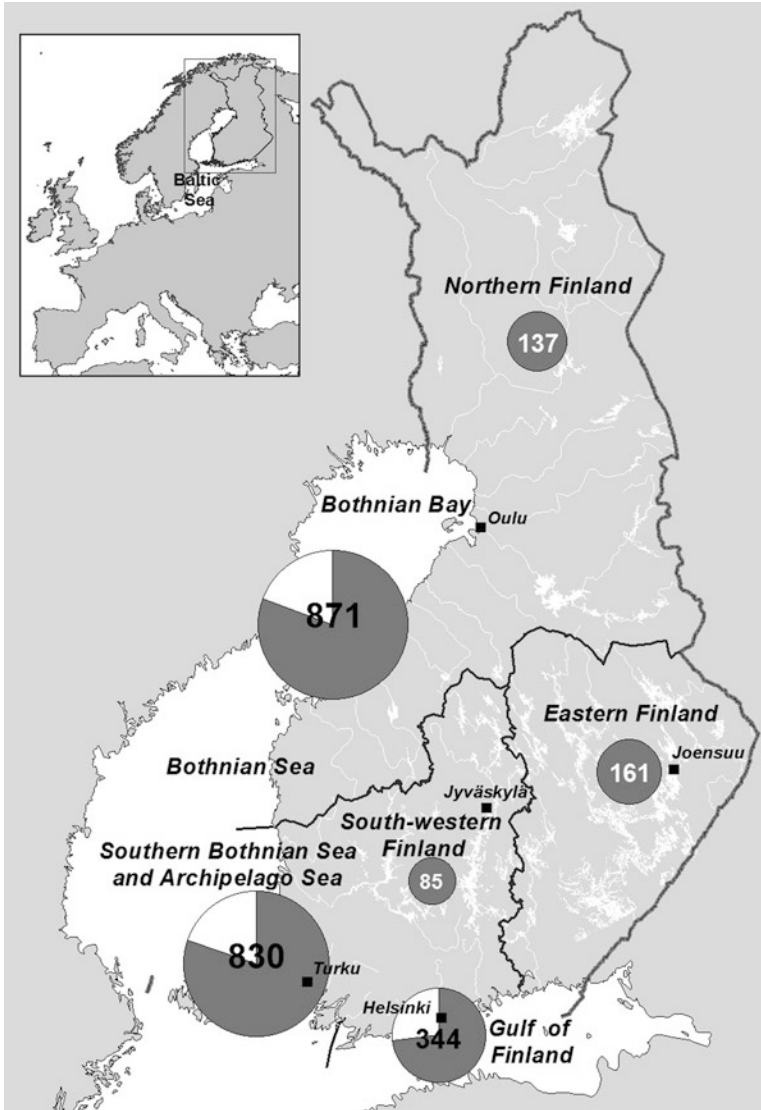 Baltic
Sea
Northern Finland
137
Bothnian Bay
Oulu
871
Eastern Finland
Joensuu
161
Bothnian Sea
Jyväskylä
South-western
Finland
85
Southern Bothnian Sea
and Archipelago Sea
830
Turku
Helsinki
344
Gulf of
Finland